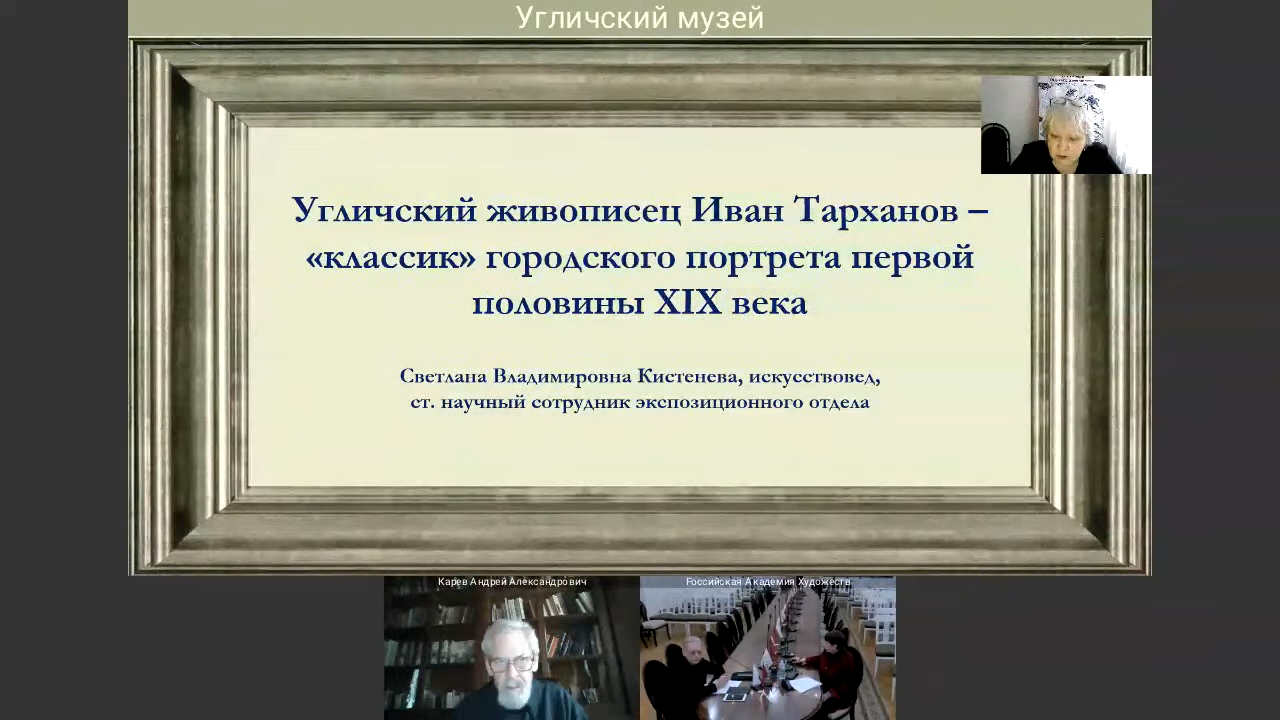 Угличский музей
Угличский живописец Иван Тарханов –
«классик» городского портрета первой
половины XIX века
Светлана Владимировна Кистенева, искусствовед,
ст. научный сотрудник экспозиционного отдела
Карев Андрей Александрович
Российская Академия Художеств